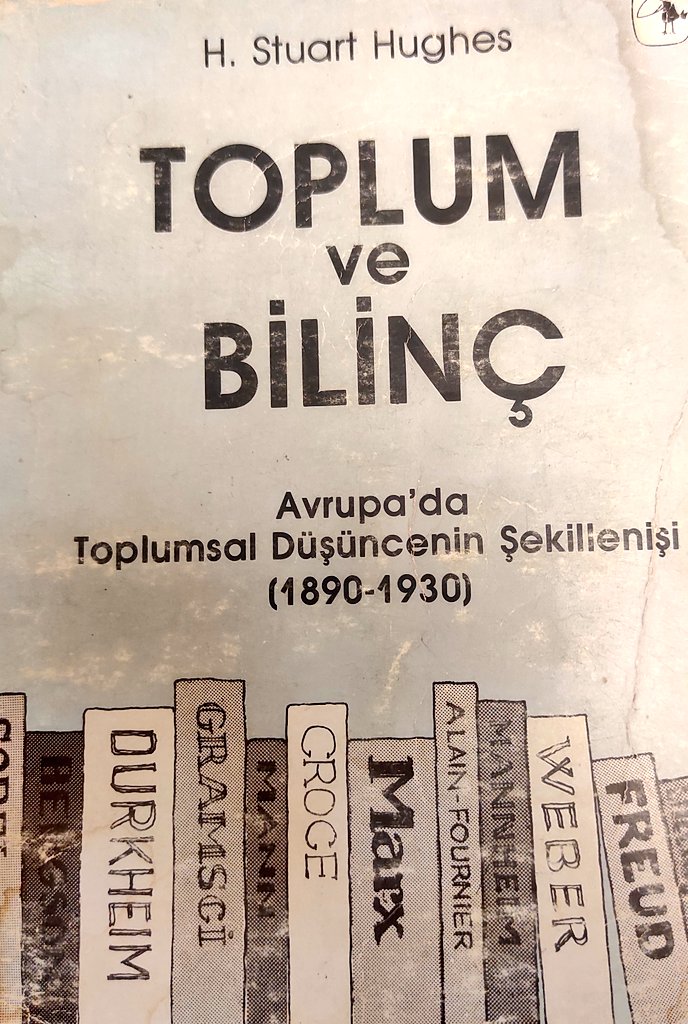 H. Stuart Hughes
TOPLUM
ve
BİLİNÇ
Avrupa'da
Toplumsal Düşüncenin Şekillenişi
(1890-1930)
BERGSON
DURKHEIM
GRAMSCİ
MANN
CROCE
Marx
ALAIN-FOURNIER
MANNHEIM
WEBER
FREUD